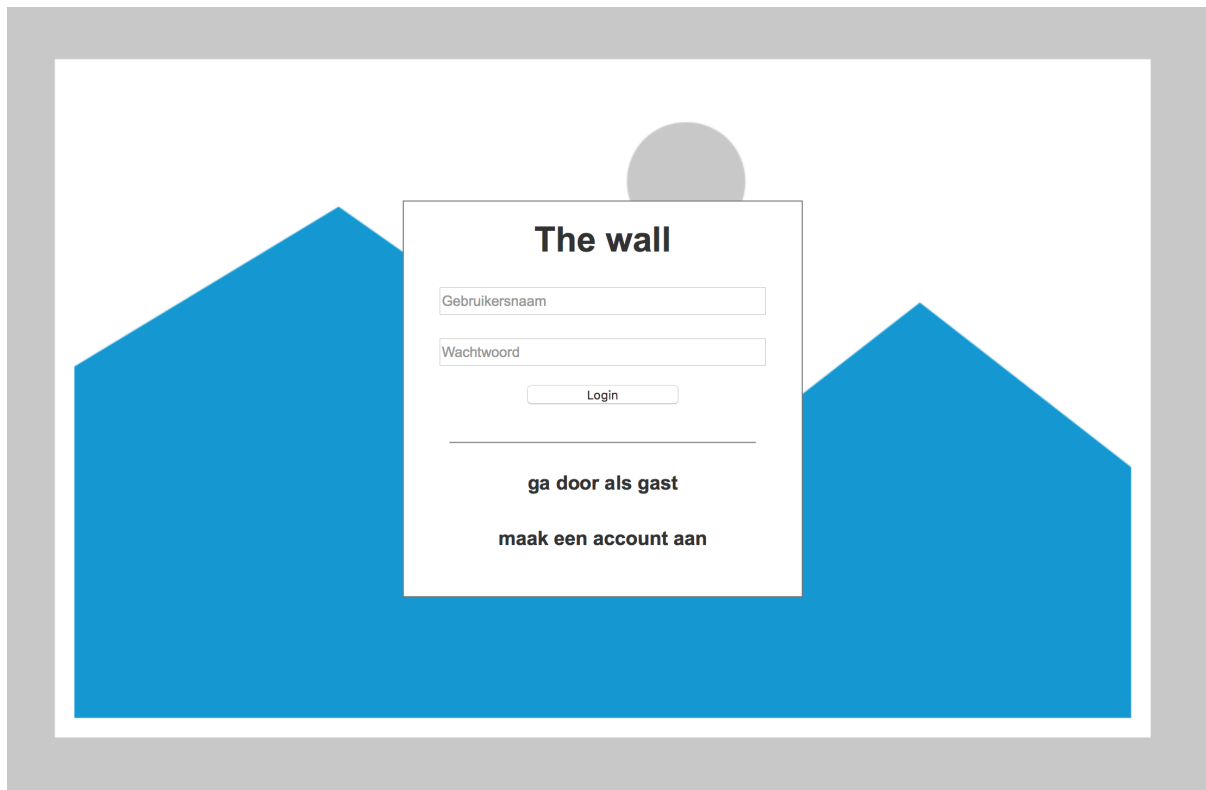 The wall
Gebruikersnaam
Wachtwoord
Login
ga door als gast
maak een account aan